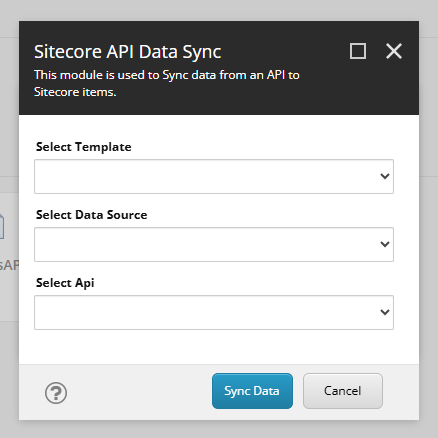 Sitecore API Data Sync
This module is used to Sync data from an API to
Sitecore items.
Select Template
Select Data Source
sAP
Select Api
?
Sync Data
Cancel